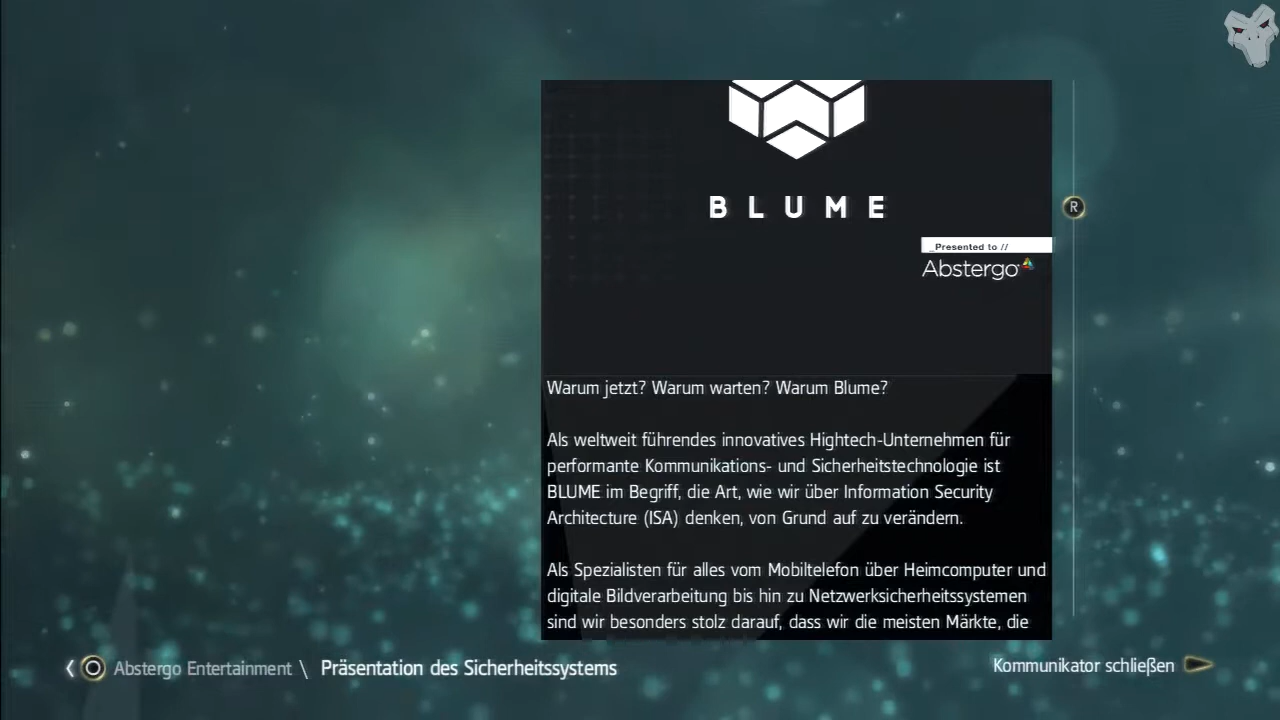 BLUME
_Presented to //
Abstergo
R
Warum jetzt? Warum warten? Warum Blume?
Als weltweit führendes innovatives Hightech-Unternehmen für
performante Kommunikations- und Sicherheitstechnologie ist
BLUME im Begriff, die Art, wie wir über Information Security
Architecture (ISA) denken, von Grund auf zu verändern.
Als Spezialisten für alles vom Mobiltelefon über Heimcomputer und
digitale Bildverarbeitung bis hin zu Netzwerksicherheitssystemen
sind wir besonders stolz darauf, dass wir die meisten Märkte, die
Abstergo Entertainment \ Präsentation des Sicherheitssystems
Kommunikator schließen